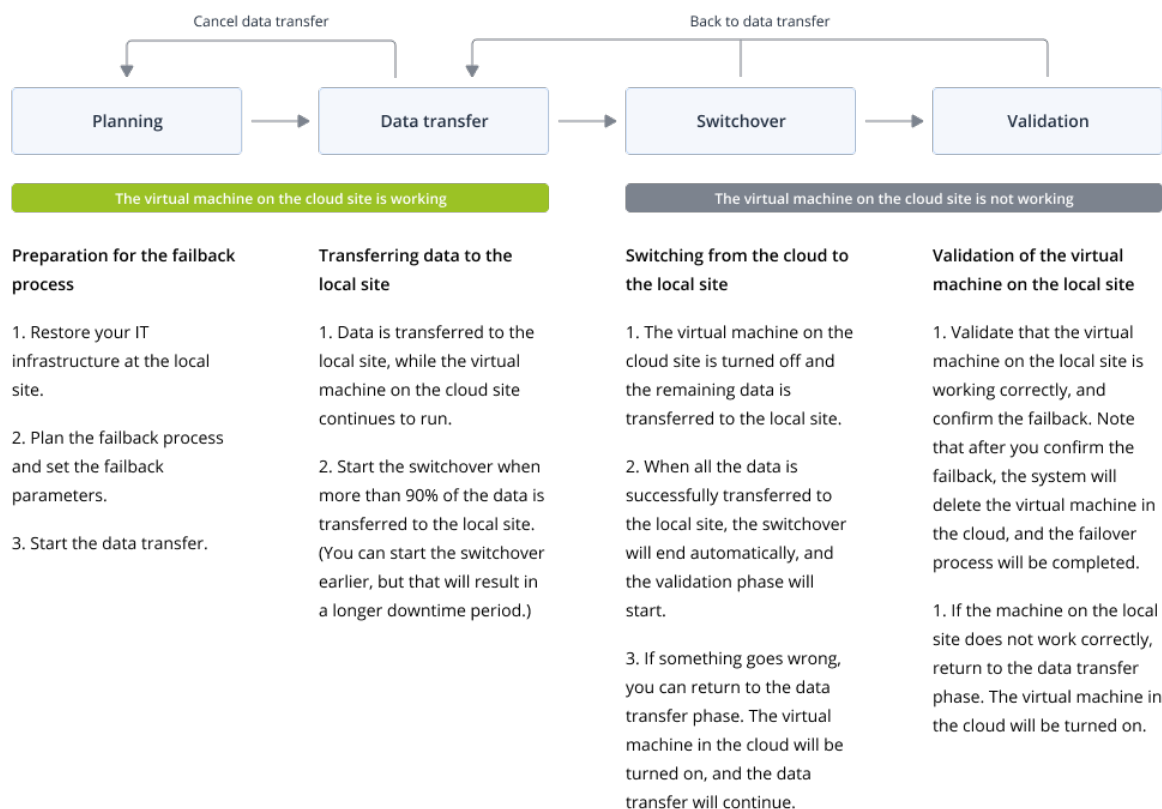 Cancel data transfer
Back to data transfer
Planning
Data transfer
Switchover
Validation
The virtual machine on the cloud site is working
The virtual machine on the cloud site is not working
Preparation for the failback
process
1. Restore your IT
infrastructure at the local
site.
2. Plan the failback process
and set the failback
parameters.
3. Start the data transfer.
Transferring data to the
local site
1. Data is transferred to the
local site, while the virtual
machine on the cloud site
continues to run.
2. Start the switchover when
more than 90% of the data is
transferred to the local site.
(You can start the switchover
earlier, but that will result in
a longer downtime period.)
Switching from the cloud to
the local site
1. The virtual machine on the
cloud site is turned off and
the remaining data is
transferred to the local site.
2. When all the data is
successfully transferred to
the local site, the switchover
will end automatically, and
the validation phase will
start.
3. If something goes wrong,
you can return to the data
transfer phase. The virtual
machine in the cloud will be
turned on, and the data
transfer will continue.
Validation of the virtual
machine on the local site
1. Validate that the virtual
machine on the local site is
working correctly, and
confirm the failback. Note
that after you confirm the
failback, the system will
delete the virtual machine in
the cloud, and the failover
process will be completed.
1. If the machine on the local
site does not work correctly,
return to the data transfer
phase. The virtual machine in
the cloud will be turned on.